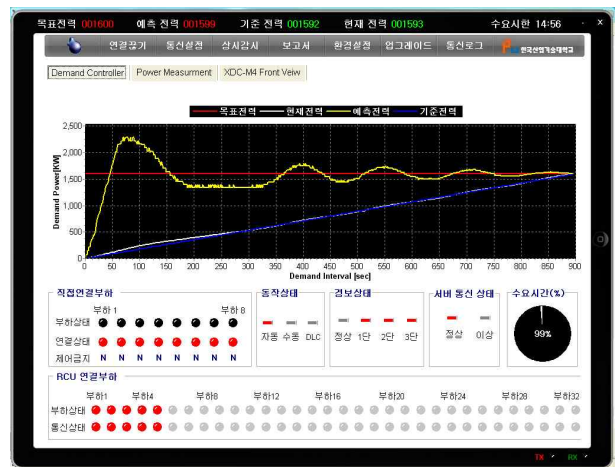 목표전력 001600 예측 전력 001599 기준 전력 001592 현재 전력 001593 수요시한 14:56 X
연결끊기 통신설정 상시감시 보고서 환경설정 업그레이드 통신로그 한국산업기술대학교
Demand Controller Power Measurment XDC-M4 Front Veiw
목표전력 현재전력 예측전력 기준전력
Demand Power[KW]
2,500
2,000
1,500
1,000
500
0
0 50 100 150 200 250 300 350 400 450 500 550 600 650 700 750 800 850 900
Demand Interval [sec]
직접연결부하 동작상태 경보상태 서버 통신 상태 수요시간(%)
부하 1 부하 8
부하상태
연결상태
제어금지 N N N N N N N N
자동 수동 DLC
정상 1단 2단 3단
정상 이상
99%
RCU 연결부하
부하1 부하4 부하8 부하12 부하16 부하20 부하24 부하28 부하32
부하상태
통신상태
TX RX